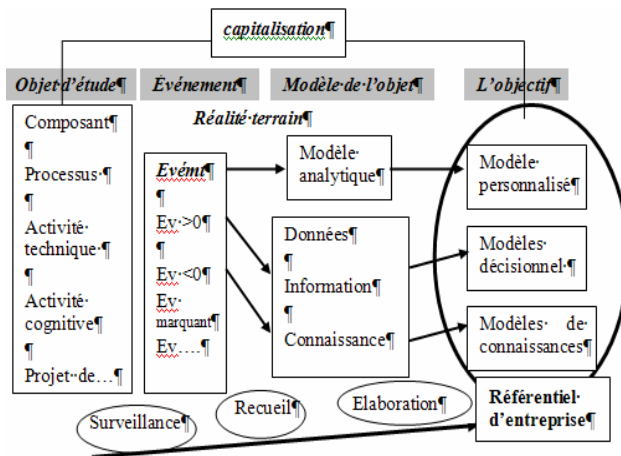 capitalisation¶
Objet·d'étude¶
Événement¶
Modèle·de·l'objet¶
L'objectif¶
Réalité·terrain¶
Composant¶
¶
Processus·¶
¶
Activité·
technique·¶
¶
Activité·
cognitive¶
¶
Projet··de…¶
Evémt¶
¶
Ev·>0¶
¶
Ev·<0¶
Ev·
marquant¶
Ev….¶
Modèle·
analytique¶
Données¶
¶
Information¶
¶
Connaissance¶
Modèle·
personnalisé¶
Modèles·
décisionnel¶
Modèles· de·
connaissances¶
Référentiel·
d'entreprise¶
Surveillance¶
Recueil¶
Elaboration¶